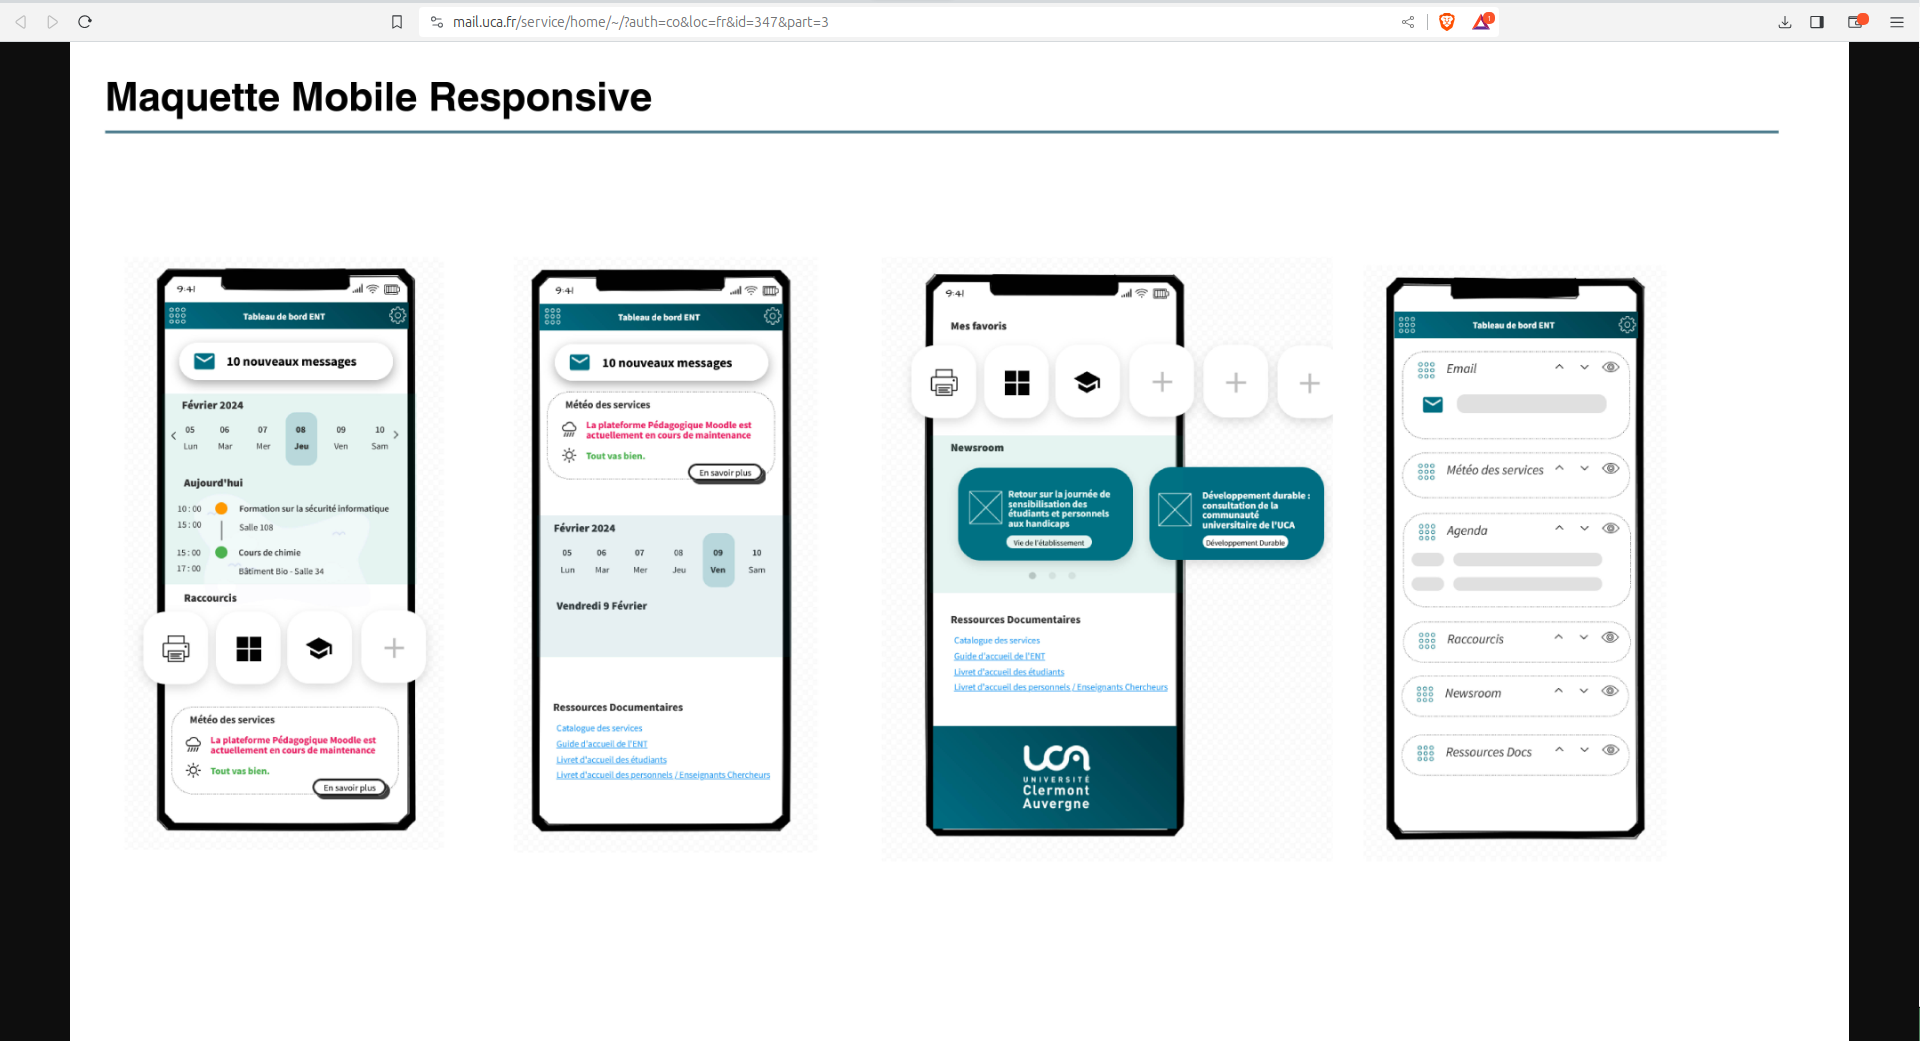 mail.uca.fr/service/home/~/?auth=co&loc=fr&id=347&part=3
1
Maquette Mobile Responsive
9:41
Tableau de bord ENT
10 nouveaux messages
Février 2024
05 06 07 08 09 10
Lun Mar Mer Jeu Ven Sam
Aujourd'hui
10:00 Formation sur la sécurité informatique
15:00 Salle 108
15:00 Cours de chimie
17:00 Bâtiment Bio - Salle 34
Raccourcis
Météo des services
La plateforme Pédagogique Moodle est
actuellement en cours de maintenance
Tout vas bien.
En savoir plus
9:41
Tableau de bord ENT
10 nouveaux messages
Météo des services
La plateforme Pédagogique Moodle est
actuellement en cours de maintenance
Tout vas bien.
En savoir plus
Février 2024
05 06 07 08 09 10
Lun Mar Mer Jeu Ven Sam
Vendredi 9 Février
Ressources Documentaires
Catalogue des services
Guide d'accueil de l'ENT
Livret d'accueil des étudiants
Livret d'accueil des personnels / Enseignants Chercheurs
9:41
Mes favoris
Newsroom
Retour sur la journée de
sensibilisation des
étudiants et personnels
aux handicaps
Vie de l'établissement
Développement durable :
consultation de la
communauté
universitaire de l'UCA
Développement Durable
Ressources Documentaires
Catalogue des services
Guide d'accueil de l'ENT
Livret d'accueil des étudiants
Livret d'accueil des personnels / Enseignants Chercheurs
UCA
UNIVERSITÉ
Clermont
Auvergne
Tableau de bord ENT
Email
Météo des services
Agenda
Raccourcis
Newsroom
Ressources Docs